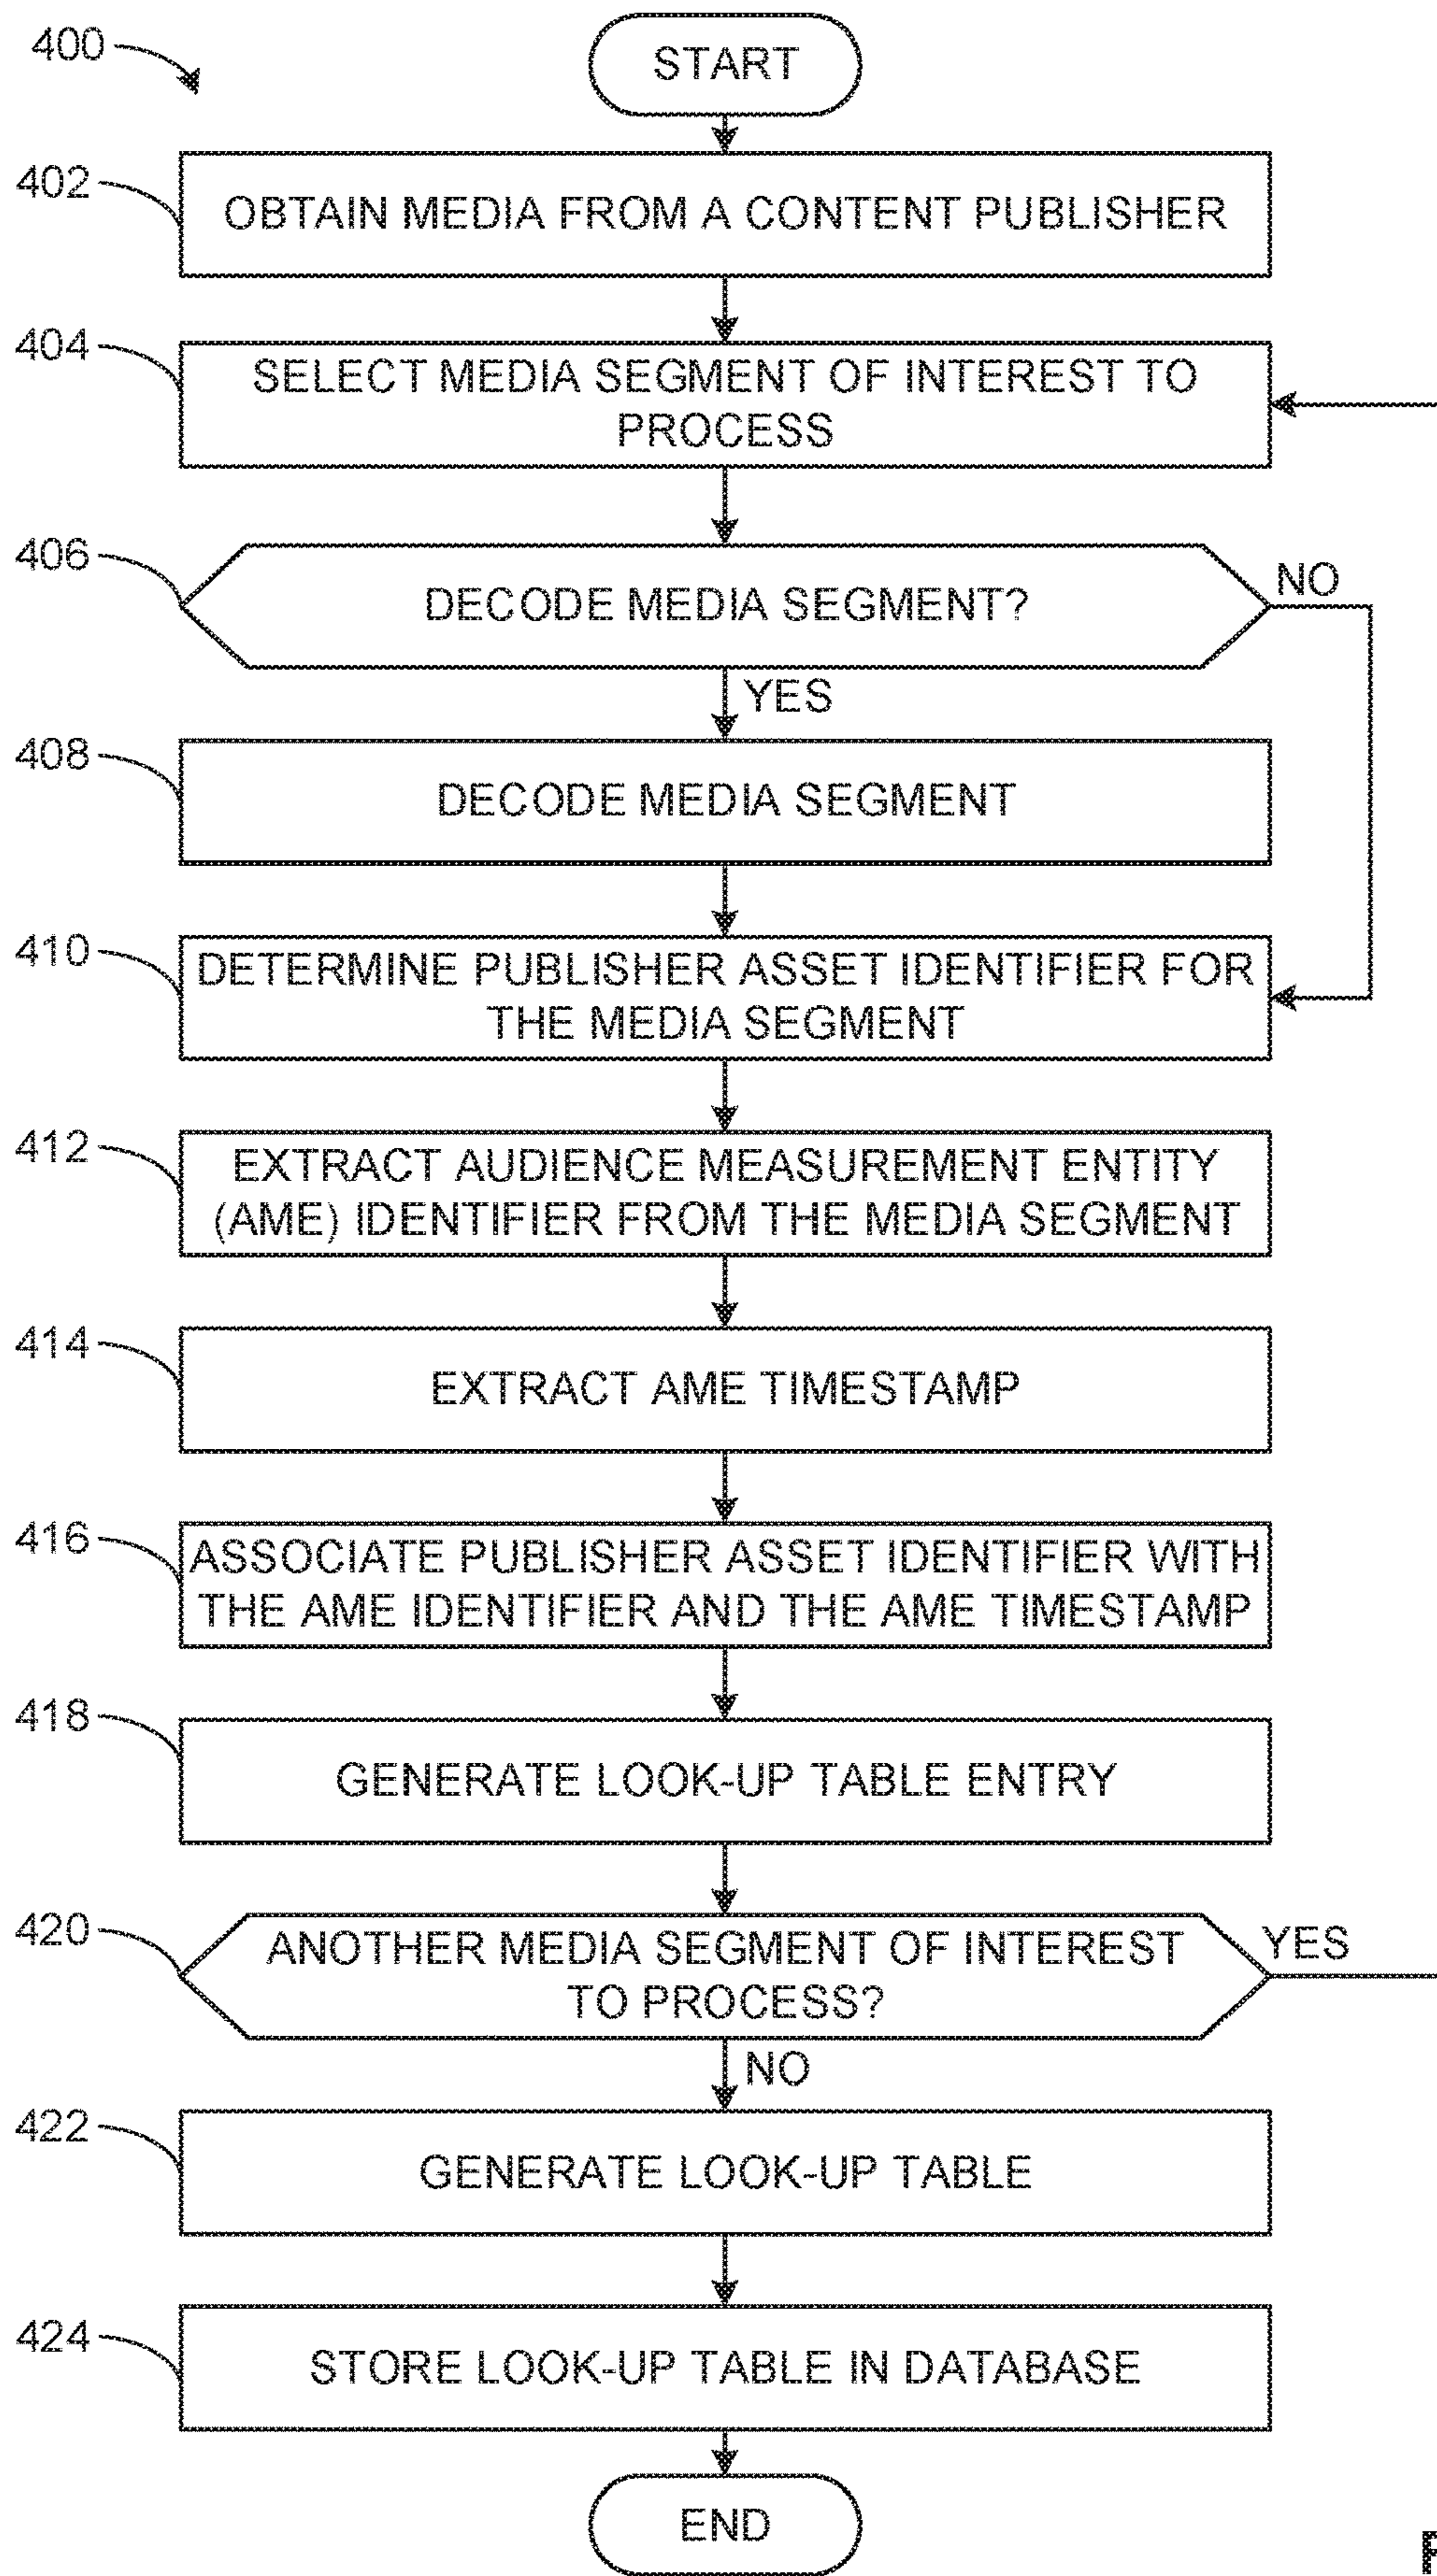 400
START
402
OBTAIN MEDIA FROM A CONTENT PUBLISHER
404
SELECT MEDIA SEGMENT OF INTEREST TO
PROCESS
406
DECODE MEDIA SEGMENT?
NO
YES
408
DECODE MEDIA SEGMENT
410
DETERMINE PUBLISHER ASSET IDENTIFIER FOR
THE MEDIA SEGMENT
412
EXTRACT AUDIENCE MEASUREMENT ENTITY
(AME) IDENTIFIER FROM THE MEDIA SEGMENT
414
EXTRACT AME TIMESTAMP
416
ASSOCIATE PUBLISHER ASSET IDENTIFIER WITH
THE AME IDENTIFIER AND THE AME TIMESTAMP
418
GENERATE LOOK-UP TABLE ENTRY
420
ANOTHER MEDIA SEGMENT OF INTEREST
TO PROCESS?
YES
NO
422
GENERATE LOOK-UP TABLE
424
STORE LOOK-UP TABLE IN DATABASE
END